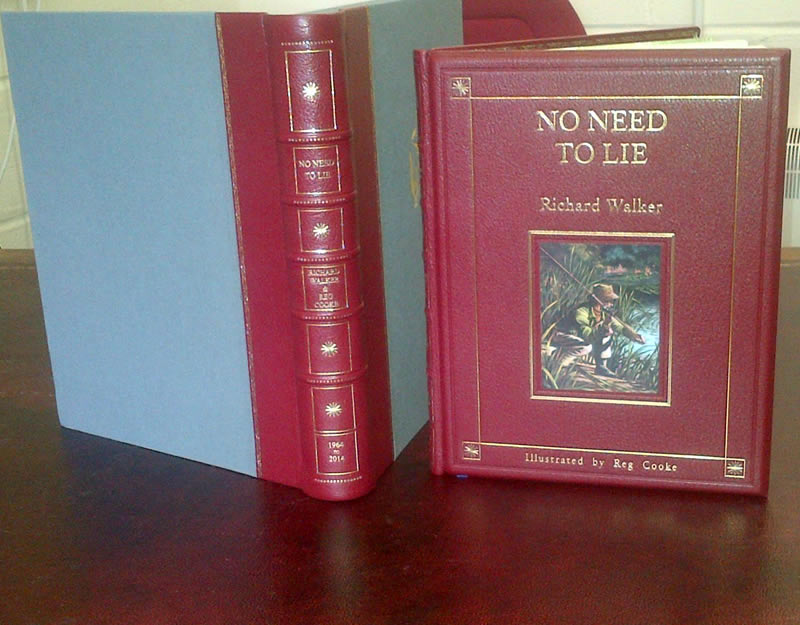 NO NEED
TO LIE
RICHARD
WALKER
&
REG
COOKE
1964
to
2014
NO NEED
TO LIE
Richard Walker
Illustrated by Reg Cooke